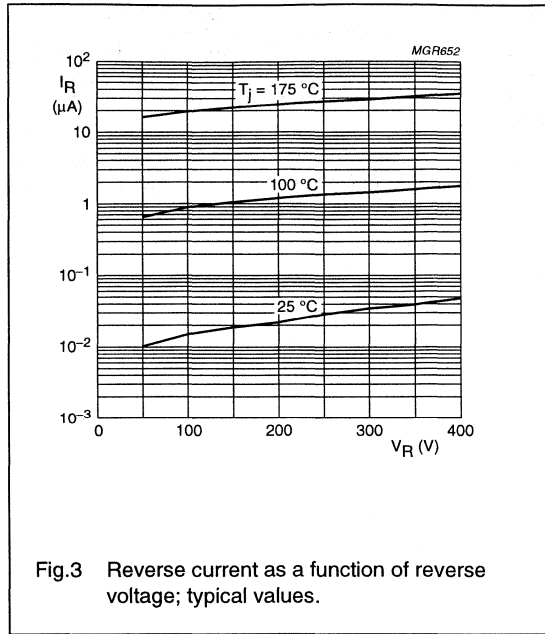 MGR652
10²
I_R
(μA)
T_j = 175 °C
10
100 °C
1
10⁻¹
25 °C
10⁻²
10⁻³
0 100 200 300 400
V_R (V)
Fig.3 Reverse current as a function of reverse
voltage; typical values.